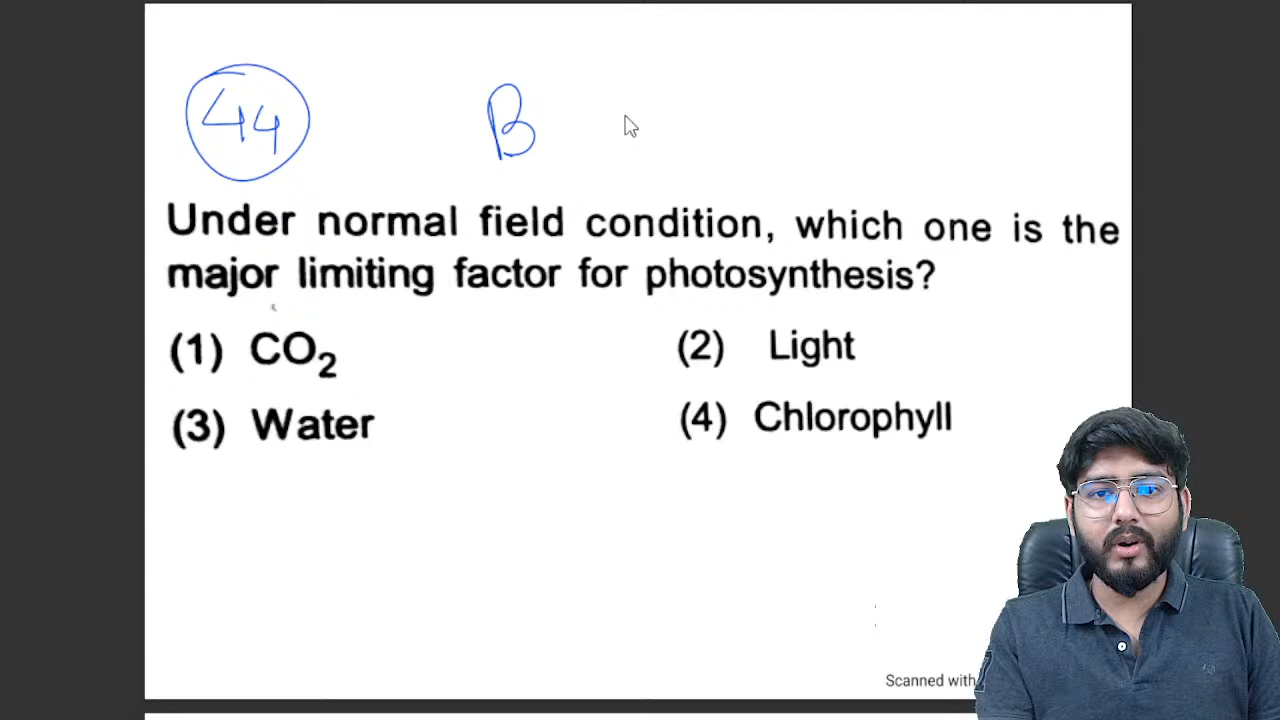 44 B
Under normal field condition, which one is the
major limiting factor for photosynthesis?
(1) CO₂ (2) Light
(3) Water (4) Chlorophyll
Scanned with